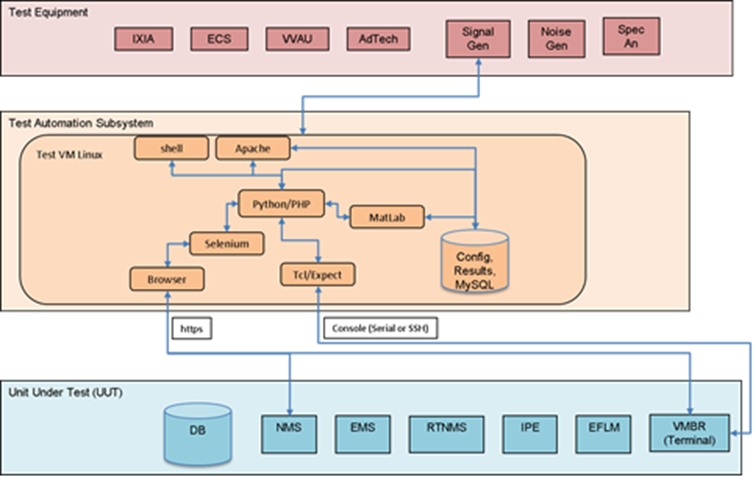 Test Equipment
IXIA
ECS
VVAU
AdTech
Signal
Gen
Noise
Gen
Spec
An
Test Automation Subsystem
Test VM Linux
shell
Apache
Python/PHP
MatLab
Selenium
Browser
Tcl/Expect
Config,
Results,
MySQL
https
Console (Serial or SSH)
Unit Under Test (UUT)
DB
NMS
EMS
RTNMS
IPE
EFLM
VMBR
(Terminal)